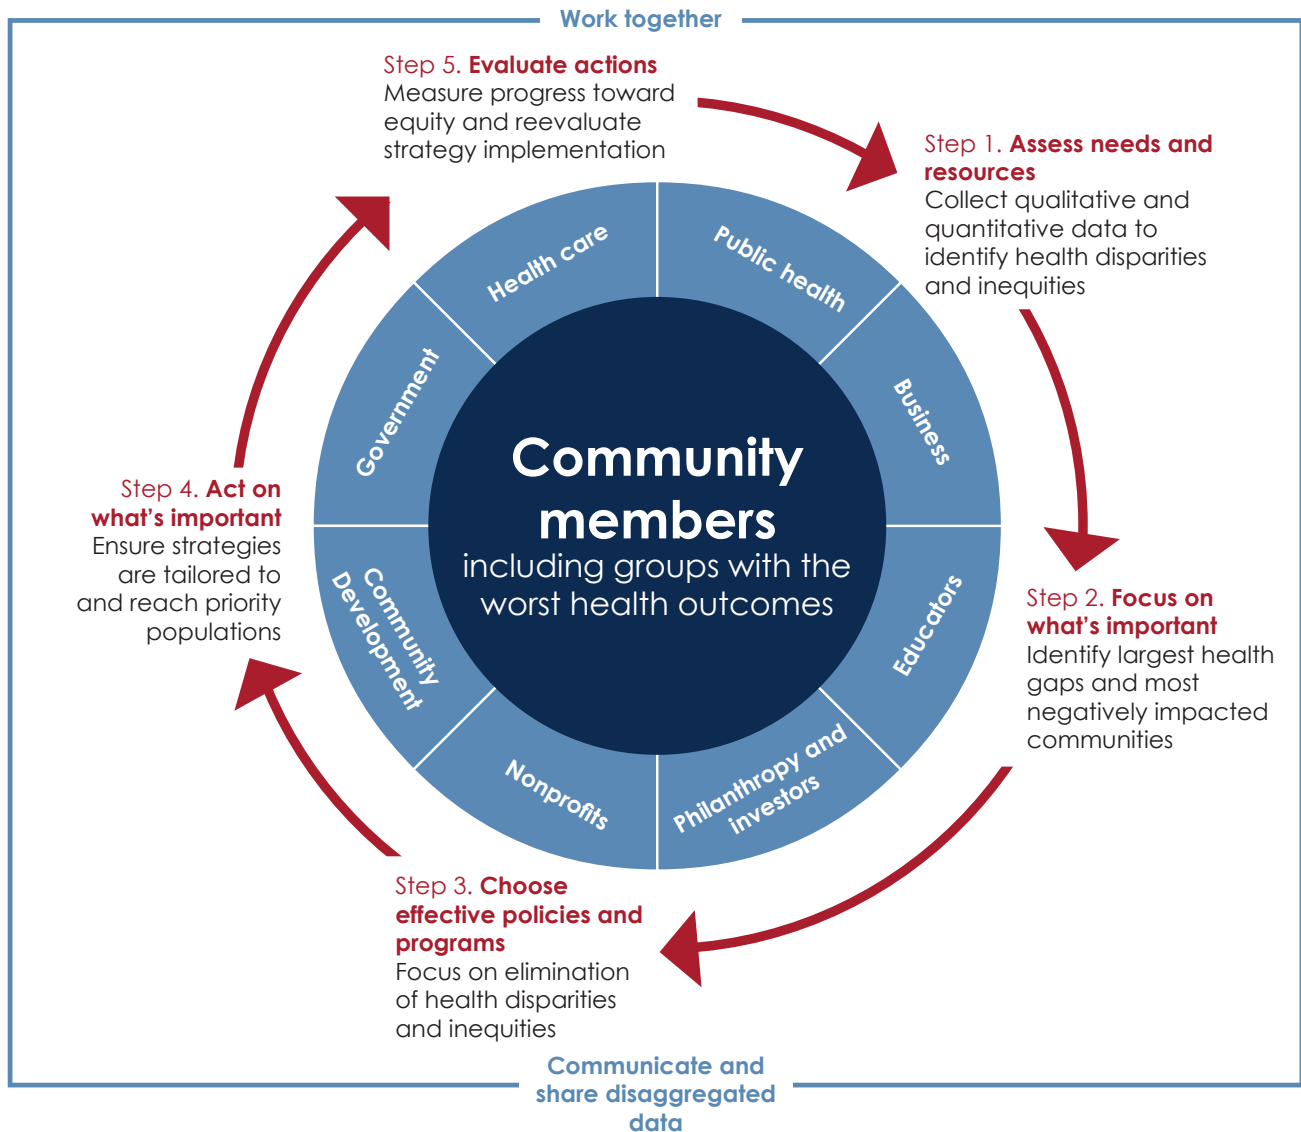 Work together
Step 5. Evaluate actions
Measure progress toward
equity and reevaluate
strategy implementation
Step 1. Assess needs and
resources
Collect qualitative and
quantitative data to
identify health disparities
and inequities
Health care
Public health
Government
Business
Community
members
including groups with the
worst health outcomes
Step 4. Act on
what's important
Ensure strategies
are tailored to
and reach priority
populations
Community
Development
Educators
Step 2. Focus on
what's important
Identify largest health
gaps and most
negatively impacted
communities
Nonprofits
Philanthropy and
investors
Step 3. Choose
effective policies and
programs
Focus on elimination
of health disparities
and inequities
Communicate and
share disaggregated
data